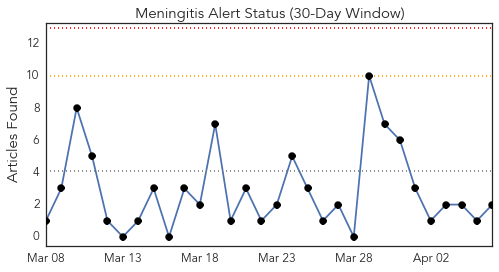 Meningitis Alert Status (30-Day Window)
Articles Found
12
10
8
6
4
2
0
Mar 08 Mar 13 Mar 18 Mar 23 Mar 28 Apr 02